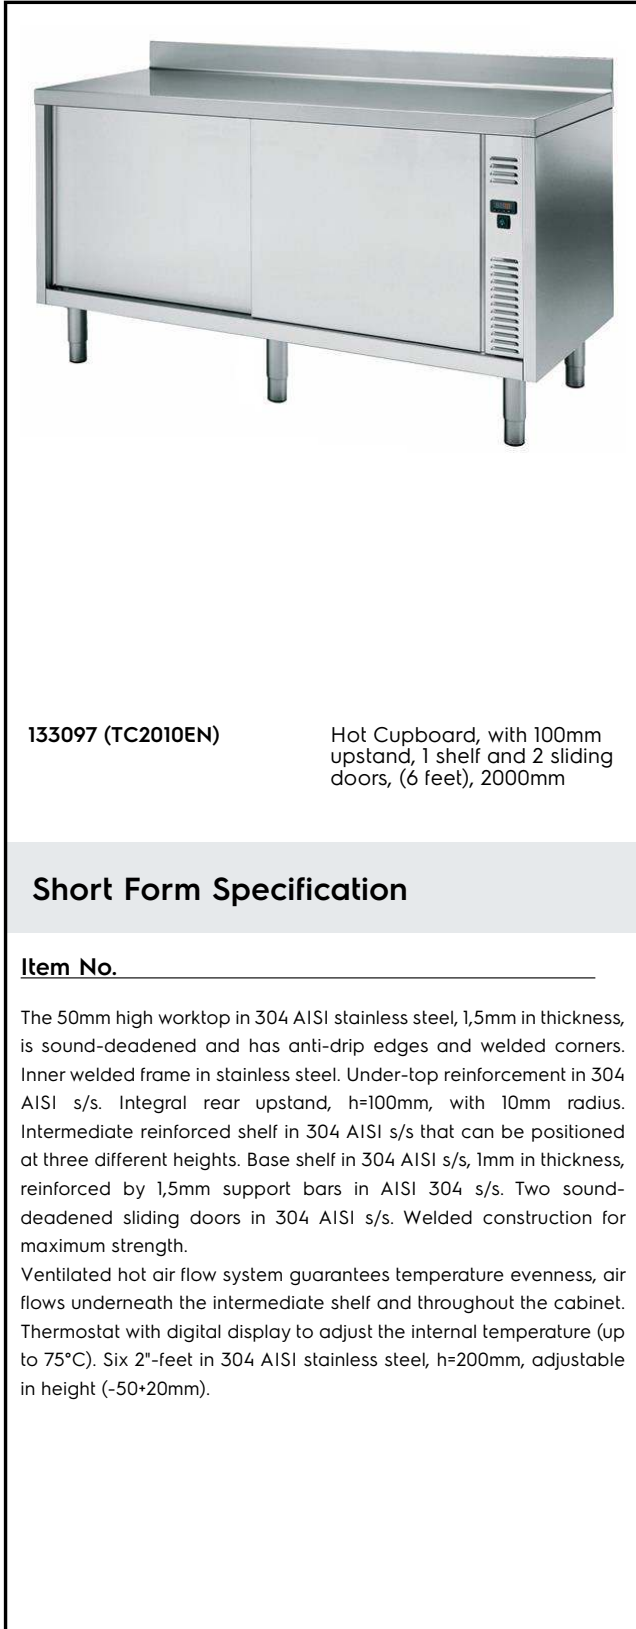 133097 (TC2010EN)
Hot Cupboard, with 100mm
upstand, 1 shelf and 2 sliding
doors, (6 feet), 2000mm
Short Form Specification
Item No.
The 50mm high worktop in 304 AISI stainless steel, 1,5mm in thickness,
is sound-deadened and has anti-drip edges and welded corners.
Inner welded frame in stainless steel. Under-top reinforcement in 304
AISI s/s. Integral rear upstand, h=100mm, with 10mm radius.
Intermediate reinforced shelf in 304 AISI s/s that can be positioned
at three different heights. Base shelf in 304 AISI s/s, 1mm in thickness,
reinforced by 1,5mm support bars in AISI 304 s/s. Two sound-
deadened sliding doors in 304 AISI s/s. Welded construction for
maximum strength.
Ventilated hot air flow system guarantees temperature evenness, air
flows underneath the intermediate shelf and throughout the cabinet.
Thermostat with digital display to adjust the internal temperature (up
to 75°C). Six 2"-feet in 304 AISI stainless steel, h=200mm, adjustable
in height (-50+20mm).